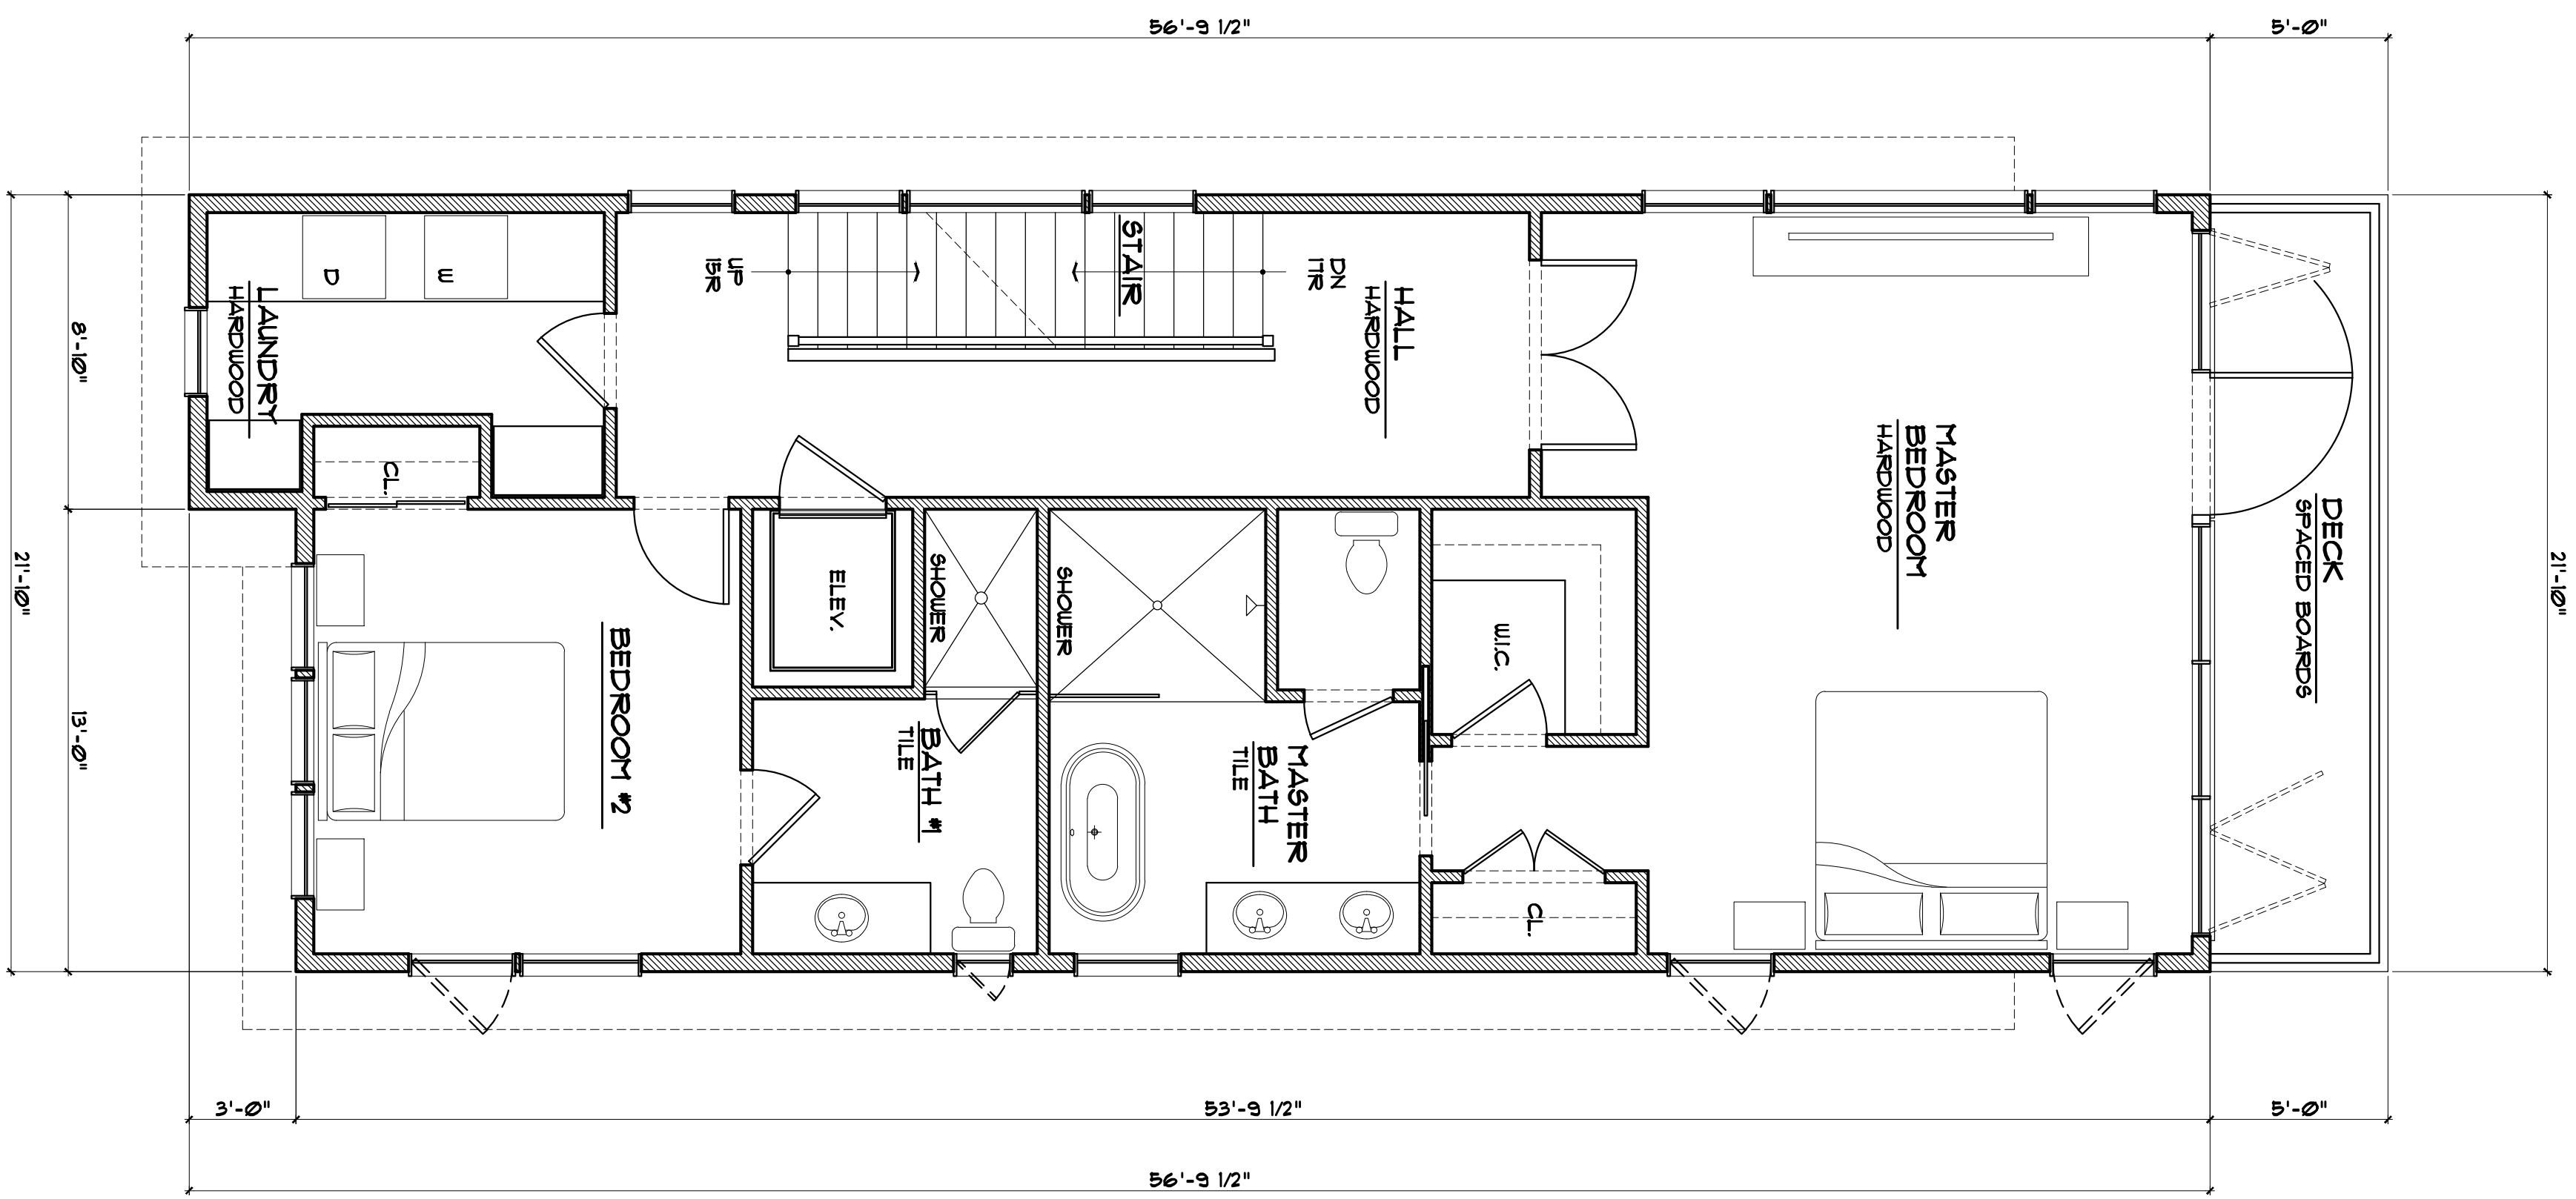 56'-9 1/2"
5'-0"
21'-10"
8'-10"
13'-0"
21'-10"
D
W
LAUNDRY
HARDWOOD
CL.
UP
15R
STAIR
DN
17R
HALL
HARDWOOD
MASTER
BEDROOM
HARDWOOD
DECK
SPACED BOARDS
BEDROOM #2
ELEV.
SHOWER
SHOWER
BATH #1
TILE
MASTER
BATH
TILE
W.I.C.
CL.
3'-0"
53'-9 1/2"
5'-0"
56'-9 1/2"